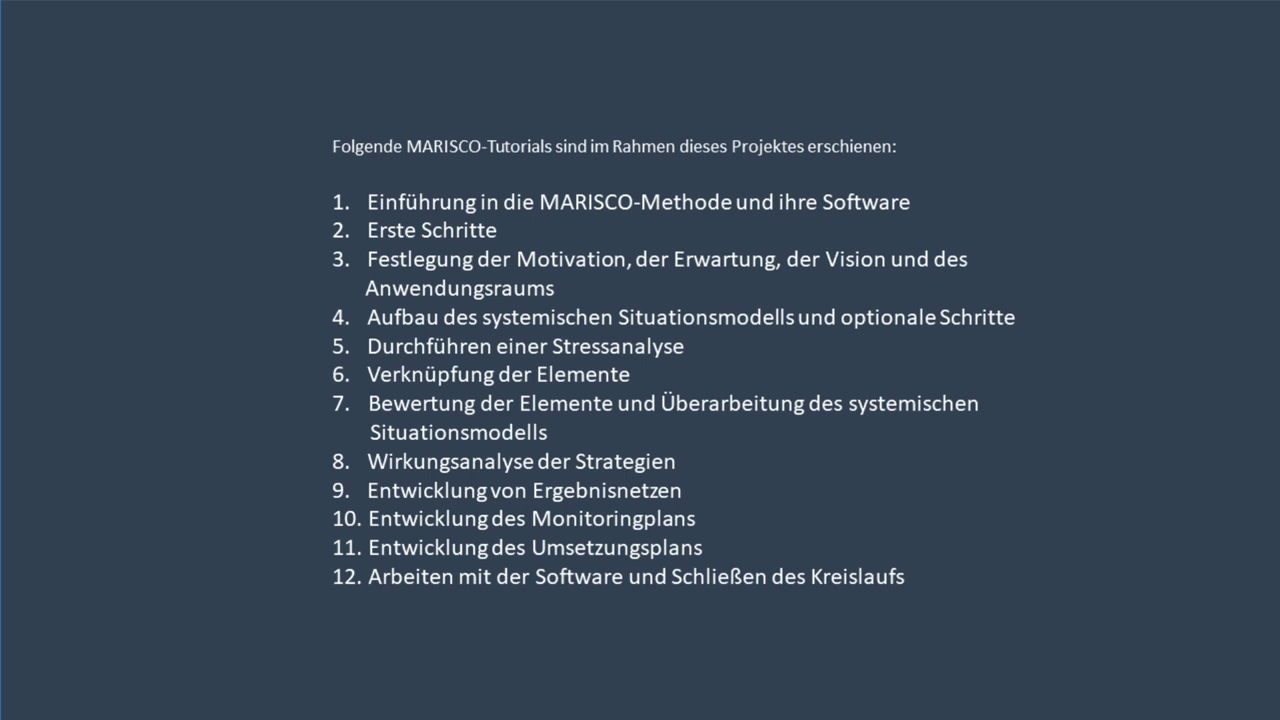 Folgende MARISCO-Tutorials sind im Rahmen dieses Projektes erschienen:
1. Einführung in die MARISCO-Methode und ihre Software
2. Erste Schritte
3. Festlegung der Motivation, der Erwartung, der Vision und des
Anwendungsraums
4. Aufbau des systemischen Situationsmodells und optionale Schritte
5. Durchführen einer Stressanalyse
6. Verknüpfung der Elemente
7. Bewertung der Elemente und Überarbeitung des systemischen
Situationsmodells
8. Wirkungsanalyse der Strategien
9. Entwicklung von Ergebnisnetzen
10. Entwicklung des Monitoringplans
11. Entwicklung des Umsetzungsplans
12. Arbeiten mit der Software und Schließen des Kreislaufs